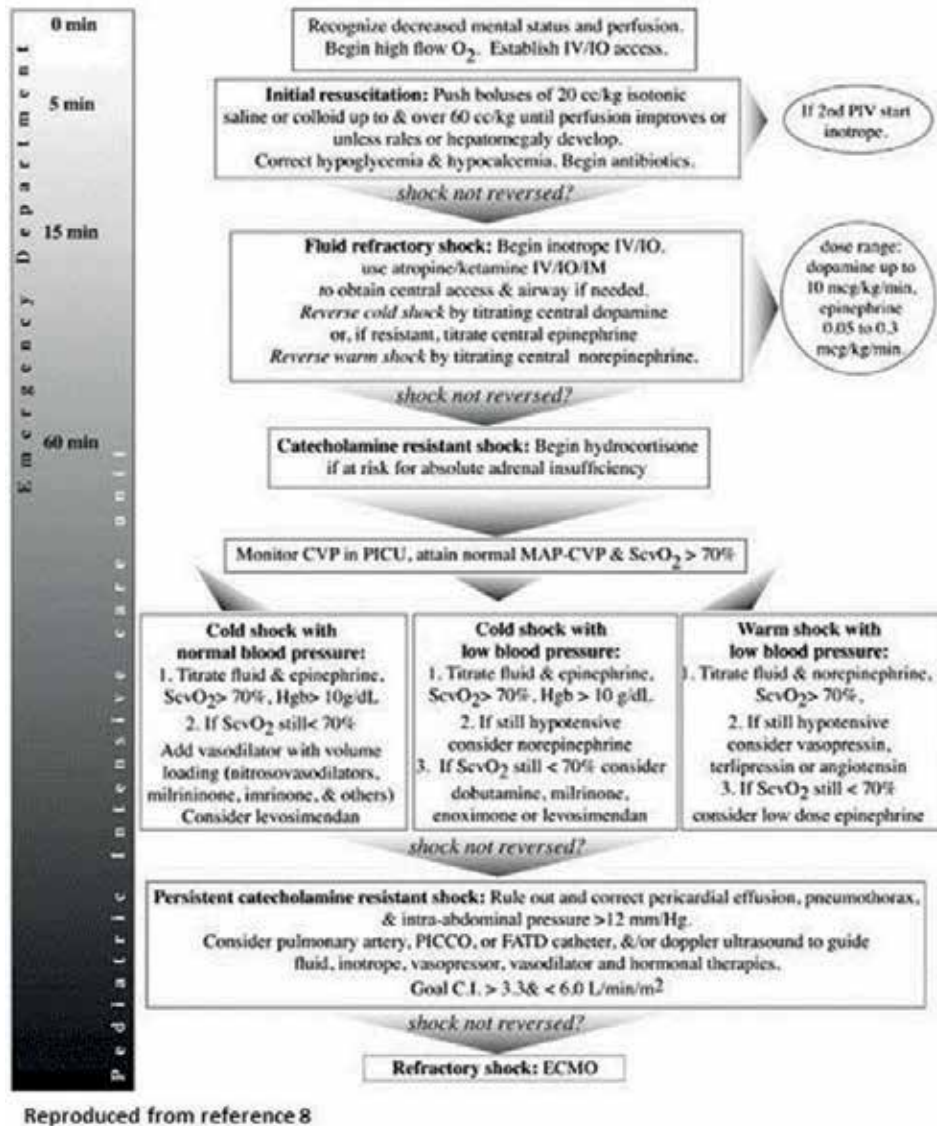 0 min
Recognize decreased mental status and perfusion.
Begin high flow O2. Establish IV/IO access.
5 min
Initial resuscitation: Push boluses of 20 cc/kg isotonic
saline or colloid up to & over 60 cc/kg until perfusion improves or
unless rales or hepatomegaly develop.
Correct hypoglycemia & hypocalcemia. Begin antibiotics.
If 2nd PIV start
inotrope.
shock not reversed?
15 min
Fluid refractory shock: Begin inotrope IV/IO.
use atropine/ketamine IV/IO/IM
to obtain central access & airway if needed.
Reverse cold shock by titrating central dopamine
or, if resistant, titrate central epinephrine
Reverse warm shock by titrating central norepinephrine.
dose range:
dopamine up to
10 mcg/kg/min,
epinephrine
0.05 to 0.3
mcg/kg/min.
shock not reversed?
60 min
Catecholamine resistant shock: Begin hydrocortisone
if at risk for absolute adrenal insufficiency
Monitor CVP in PICU, attain normal MAP-CVP & ScvO2 > 70%
Cold shock with
normal blood pressure:
1. Titrate fluid & epinephrine,
ScvO2> 70%, Hgb> 10g/dL
2. If ScvO2 still< 70%
Add vasodilator with volume
loading (nitrosovasodilators,
milrininone, imrinone, & others)
Consider levosimendan
Cold shock with
low blood pressure:
1. Titrate fluid & epinephrine,
ScvO2> 70%, Hgb > 10 g/dL
2. If still hypotensive
consider norepinephrine
3. If ScvO2 still < 70% consider
dobutamine, milrinone,
enoximone or levosimendan
Warm shock with
low blood pressure:
1. Titrate fluid & norepinephrine,
ScvO2> 70%,
2. If still hypotensive
consider vasopressin,
terlipressin or angiotensin
3. If ScvO2 still < 70%
consider low dose epinephrine
shock not reversed?
Persistent catecholamine resistant shock: Rule out and correct pericardial effusion, pneumothorax,
& intra-abdominal pressure >12 mm/Hg.
Consider pulmonary artery, PICCO, or FATD catheter, &/or doppler ultrasound to guide
fluid, inotrope, vasopressor, vasodilator and hormonal therapies.
Goal C.I. > 3.3& < 6.0 L/min/m2
shock not reversed?
Refractory shock: ECMO
Emergency Department
Pediatric Intensive care unit
Reproduced from reference 8